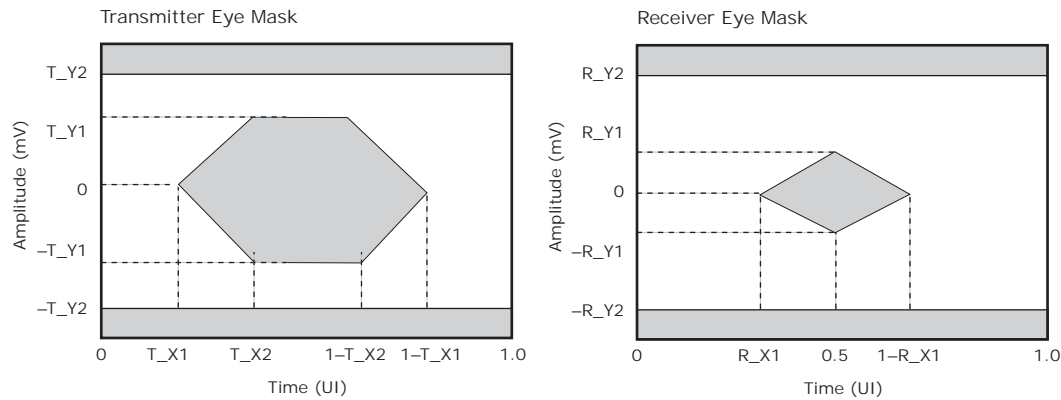 Transmitter Eye Mask
T_Y2
T_Y1
0
–T_Y1
–T_Y2
Amplitude (mV)
0
T_X1
T_X2
1–T_X2
1–T_X1
1.0
Time (UI)
Receiver Eye Mask
R_Y2
R_Y1
0
–R_Y1
–R_Y2
Amplitude (mV)
0
R_X1
0.5
1–R_X1
1.0
Time (UI)